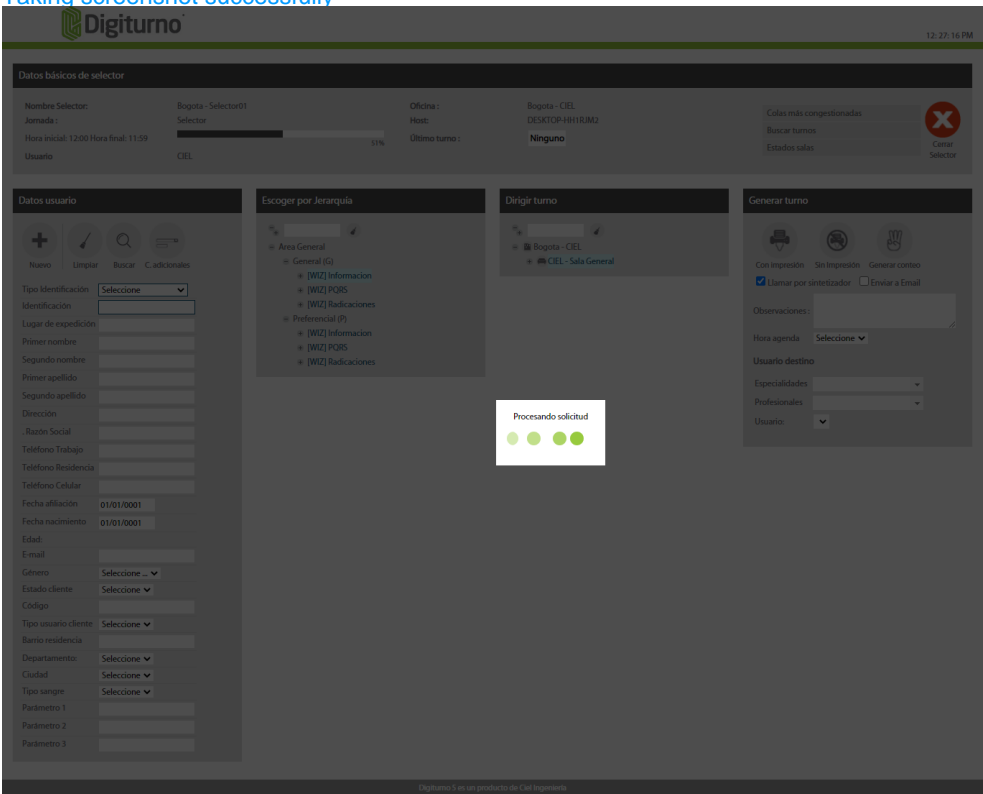 Taking screenshot successfully
Digiturno
12: 27: 16 PM
Datos básicos de selector
Nombre Selector: Bogota - Selector01 Oficina : Bogota - CIEL
Jornada : Selector Host: DESKTOP-HH1RJM2
Hora inicial: 12:00 Hora final: 11:59 51% Último turno : Ninguno
Usuario CIEL
Colas más congestionadas
Buscar turnos
Estados salas
Cerrar
Selector
Datos usuario
Nuevo Limpiar Buscar C. adicionales
Tipo Identificación Seleccione
Identificación
Lugar de expedición
Primer nombre
Segundo nombre
Primer apellido
Segundo apellido
Dirección
. Razón Social
Teléfono Trabajo
Teléfono Residencia
Teléfono Celular
Fecha afiliación 01/01/0001
Fecha nacimiento 01/01/0001
Edad:
E-mail
Género Seleccione ...
Estado cliente Seleccione
Código
Tipo usuario cliente Seleccione
Barrio residencia
Departamento: Seleccione
Ciudad Seleccione
Tipo sangre Seleccione
Parámetro 1
Parámetro 2
Parámetro 3
Escoger por Jerarquía
Area General
General (G)
[WIZ] Informacion
[WIZ] PQRS
[WIZ] Radicaciones
Preferencial (P)
[WIZ] Informacion
[WIZ] PQRS
[WIZ] Radicaciones
Dirigir turno
Bogota - CIEL
CIEL - Sala General
Procesando solicitud
Generar turno
Con impresión Sin Impresión Generar conteo
Llamar por sintetizador Enviar a Email
Observaciones :
Hora agenda Seleccione
Usuario destino
Especialidades
Profesionales
Usuario:
Digiturno 5 es un producto de Ciel Ingeniería